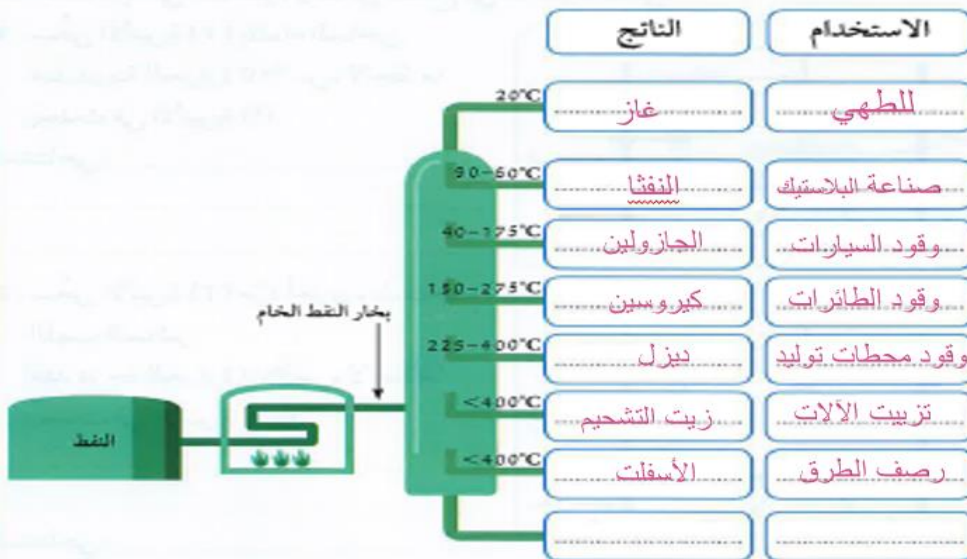 الاستخدام الناتج
للطهي غاز 20°C
صناعة البلاستيك النفثا 90-60°C
وقود السيارات الجازولين 40-175°C
وقود الطائرات كيروسين 150-275°C
بخار النفط الخام
وقود محطات توليد ديزل 225-400°C
تزييت الآلات زيت التشحيم <400°C
النفط
رصف الطرق الأسفلت <400°C